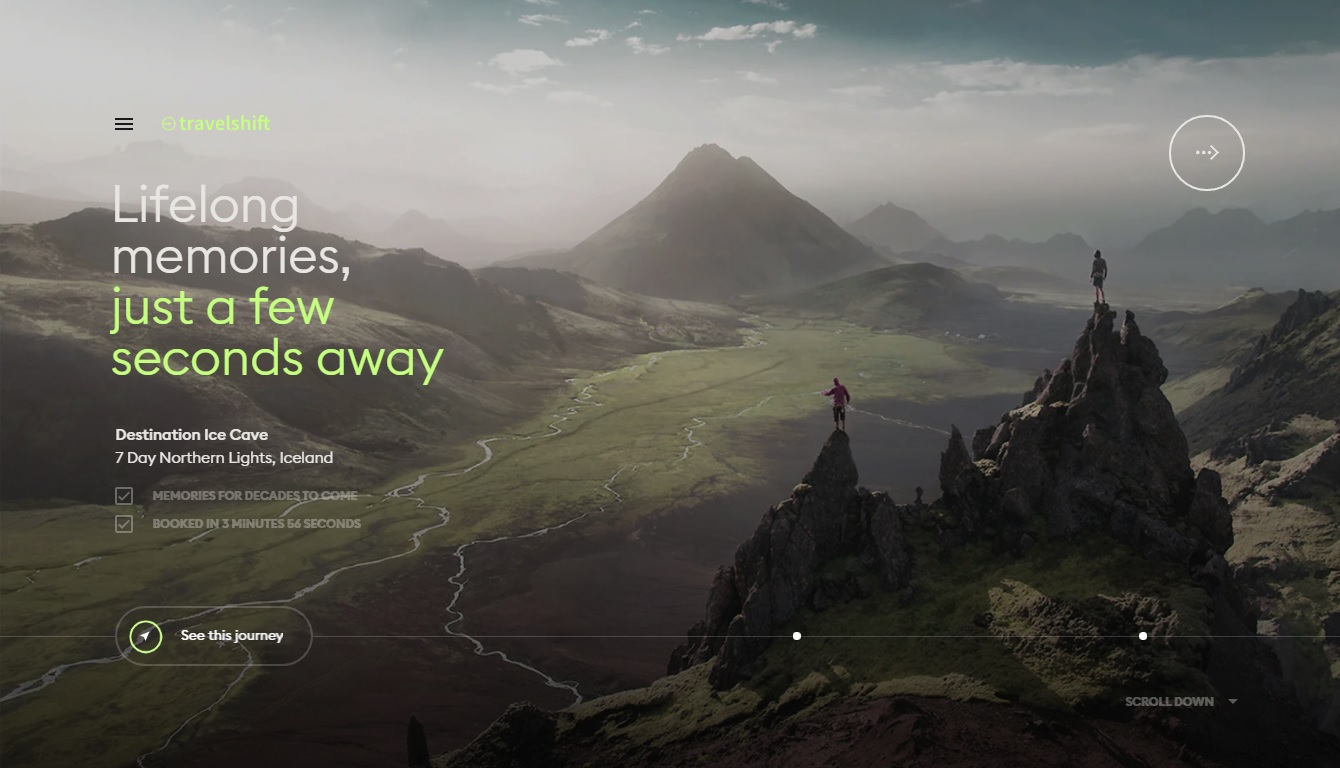 travelshift
Lifelong
memories,
just a few
seconds away
Destination Ice Cave
7 Day Northern Lights, Iceland
MEMORIES FOR DECADES TO COME
BOOKED IN 3 MINUTES 56 SECONDS
See this journey
SCROLL DOWN